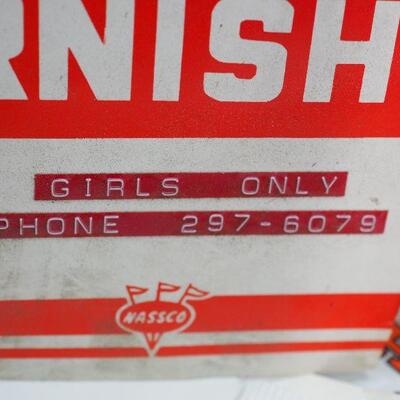 RNISH
GIRLS ONLY
PHONE 297-6079
NASSCO